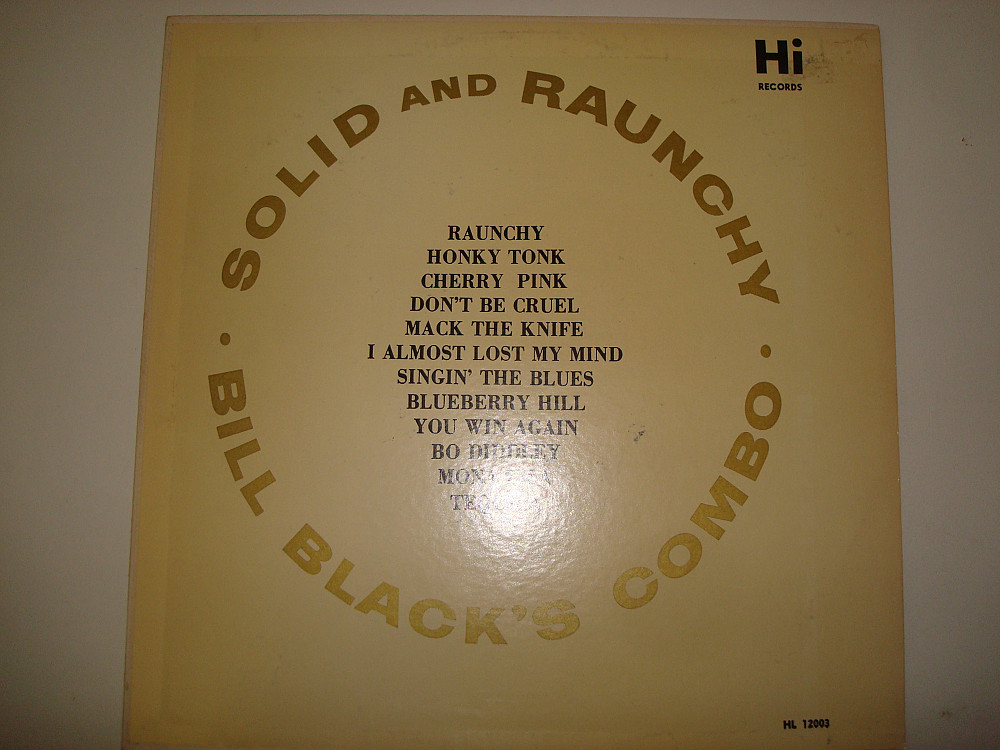 Hi
RECORDS
SOLID AND RAUNCHY
RAUNCHY
HONKY TONK
CHERRY PINK
DON'T BE CRUEL
MACK THE KNIFE
I ALMOST LOST MY MIND
SINGIN' THE BLUES
BLUEBERRY HILL
YOU WIN AGAIN
BO DIDDLEY
· BILL BLACK'S COMBO ·
HL 12003